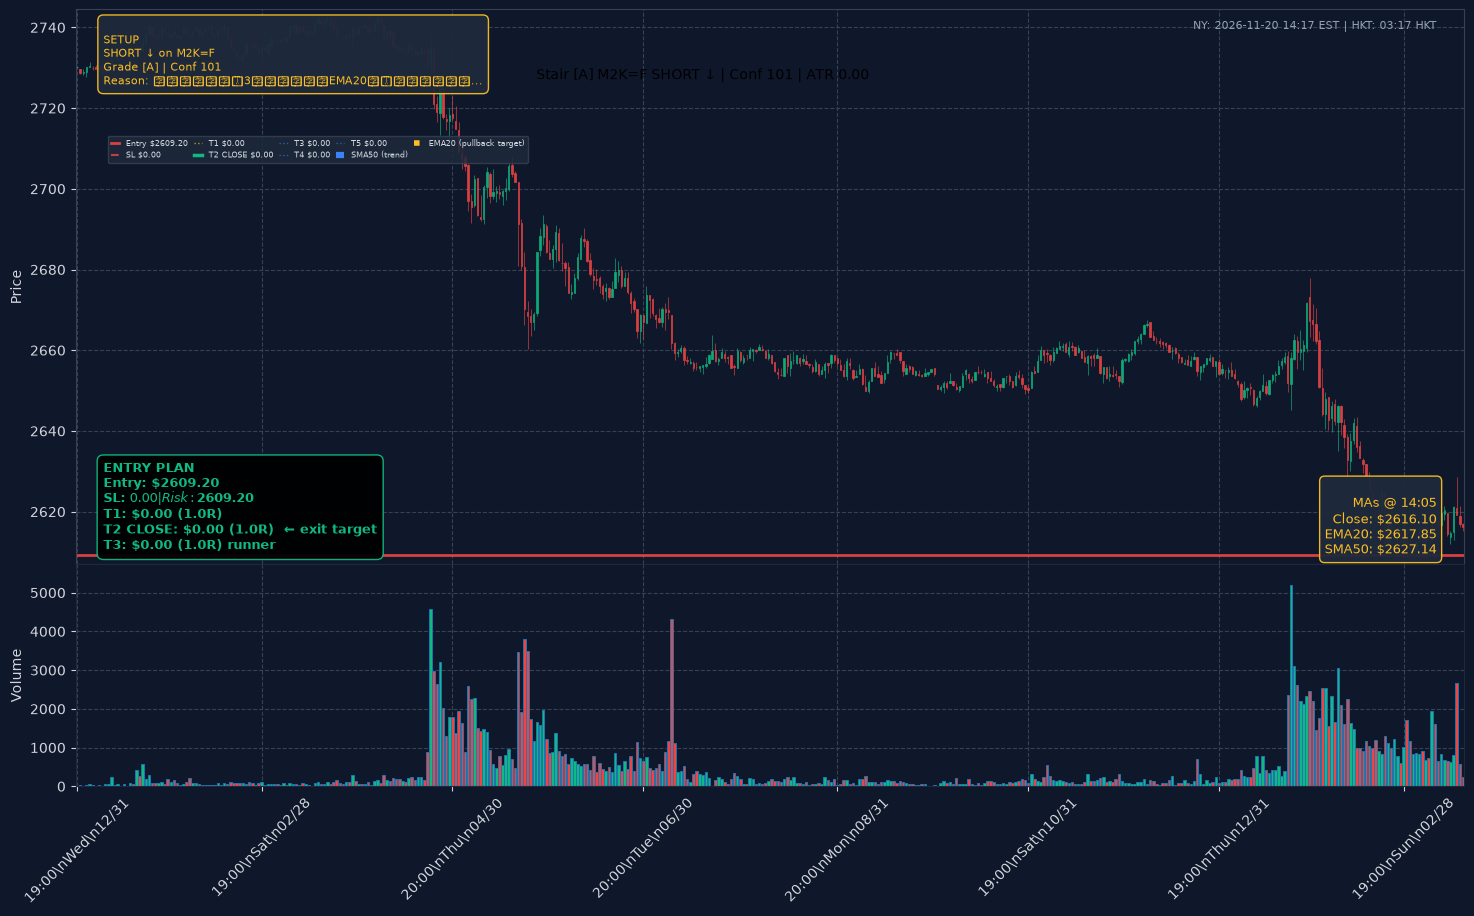 NY: 2026-11-20 14:17 EST | HKT: 03:17 HKT
SETUP
SHORT ↓ on M2K=F
Grade [A] | Conf 101
Reason: 3 EMA20 ...
Stair [A] M2K=F SHORT ↓ | Conf 101 | ATR 0.00
Entry $2609.20
SL $0.00
T1 $0.00
T2 CLOSE $0.00
T3 $0.00
T4 $0.00
T5 $0.00
SMA50 (trend)
EMA20 (pullback target)
Price
2740
2720
2700
2680
2660
2640
2620
ENTRY PLAN
Entry: $2609.20
SL: 0.00|Risk:2609.20
T1: $0.00 (1.0R)
T2 CLOSE: $0.00 (1.0R) ← exit target
T3: $0.00 (1.0R) runner
MAs @ 14:05
Close: $2616.10
EMA20: $2617.85
SMA50: $2627.14
Volume
5000
4000
3000
2000
1000
0
19:00\nWed\n12/31
19:00\nSat\n02/28
20:00\nThu\n04/30
20:00\nTue\n06/30
20:00\nMon\n08/31
19:00\nSat\n10/31
19:00\nThu\n12/31
19:00\nSun\n02/28